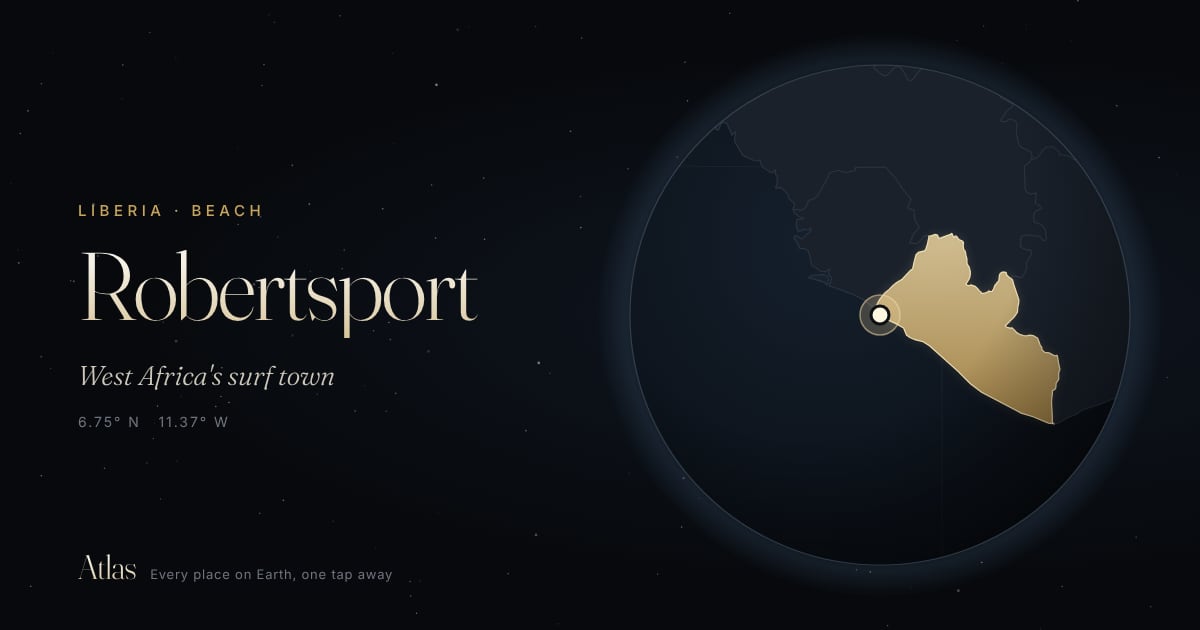 LIBERIA · BEACH
Robertsport
West Africa's surf town
6.75° N 11.37° W
Atlas Every place on Earth, one tap away